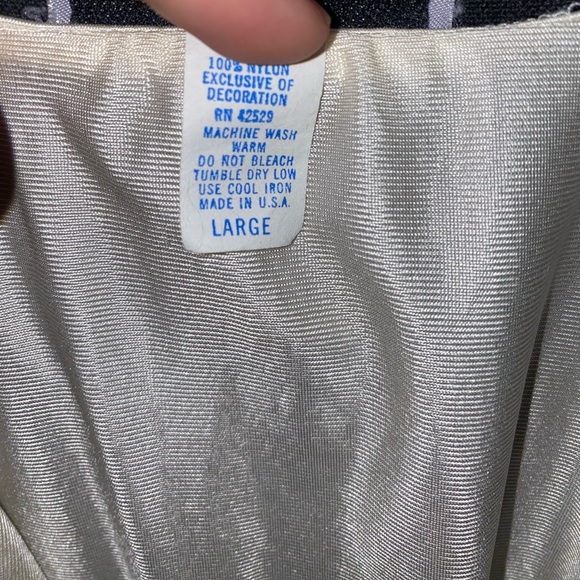 100% NYLON
EXCLUSIVE OF
DECORATION
RN 42529
MACHINE WASH
WARM
DO NOT BLEACH
TUMBLE DRY LOW
USE COOL IRON
MADE IN U.S.A.
LARGE